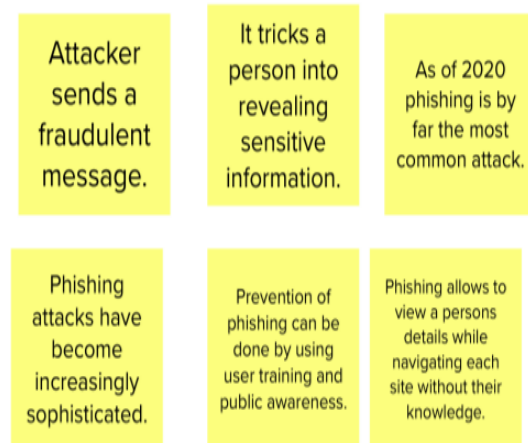 Attacker
sends a
fraudulent
message.
It tricks a
person into
revealing
sensitive
information.
As of 2020
phishing is by
far the most
common attack.
Phishing
attacks have
become
increasingly
sophisticated.
Prevention of
phishing can be
done by using
user training and
public awareness.
Phishing allows to
view a persons
details while
navigating each
site without their
knowledge.